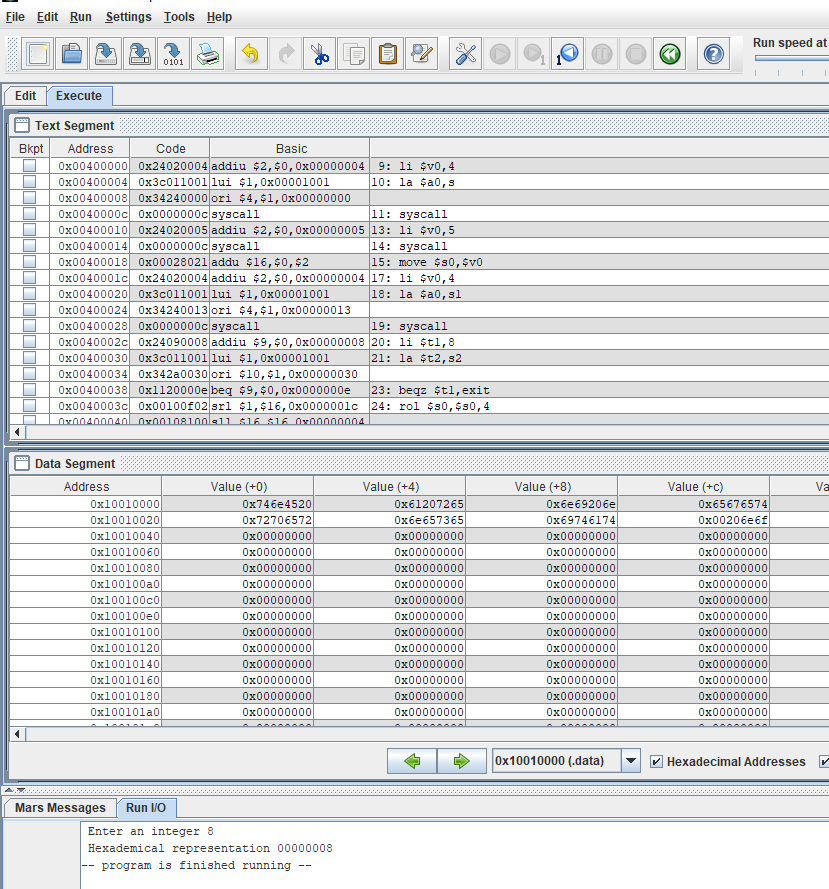 File Edit Run Settings Tools Help
0101 1 1 ? Run speed at
Edit Execute
Text Segment
Bkpt Address Code Basic
0x00400000 0x24020004 addiu $2,$0,0x00000004 9: li $v0,4
0x00400004 0x3c011001 lui $1,0x00001001 10: la $a0,s
0x00400008 0x34240000 ori $4,$1,0x00000000
0x0040000c 0x0000000c syscall 11: syscall
0x00400010 0x24020005 addiu $2,$0,0x00000005 13: li $v0,5
0x00400014 0x0000000c syscall 14: syscall
0x00400018 0x00028021 addu $16,$0,$2 15: move $s0,$v0
0x0040001c 0x24020004 addiu $2,$0,0x00000004 17: li $v0,4
0x00400020 0x3c011001 lui $1,0x00001001 18: la $a0,s1
0x00400024 0x34240013 ori $4,$1,0x00000013
0x00400028 0x0000000c syscall 19: syscall
0x0040002c 0x24090008 addiu $9,$0,0x00000008 20: li $t1,8
0x00400030 0x3c011001 lui $1,0x00001001 21: la $t2,s2
0x00400034 0x342a0030 ori $10,$1,0x00000030
0x00400038 0x1120000e beq $9,$0,0x0000000e 23: beqz $t1,exit
0x0040003c 0x00100f02 srl $1,$16,0x0000001c 24: rol $s0,$s0,4
0x00400040 0x00108100 sll $16,$16,0x00000004
Data Segment
Address Value (+0) Value (+4) Value (+8) Value (+c) Va
0x10010000 0x746e4520 0x61207265 0x6e69206e 0x65676574
0x10010020 0x72706572 0x6e657365 0x69746174 0x00206e6f
0x10010040 0x00000000 0x00000000 0x00000000 0x00000000
0x10010060 0x00000000 0x00000000 0x00000000 0x00000000
0x10010080 0x00000000 0x00000000 0x00000000 0x00000000
0x100100a0 0x00000000 0x00000000 0x00000000 0x00000000
0x100100c0 0x00000000 0x00000000 0x00000000 0x00000000
0x100100e0 0x00000000 0x00000000 0x00000000 0x00000000
0x10010100 0x00000000 0x00000000 0x00000000 0x00000000
0x10010120 0x00000000 0x00000000 0x00000000 0x00000000
0x10010140 0x00000000 0x00000000 0x00000000 0x00000000
0x10010160 0x00000000 0x00000000 0x00000000 0x00000000
0x10010180 0x00000000 0x00000000 0x00000000 0x00000000
0x100101a0 0x00000000 0x00000000 0x00000000 0x00000000
0x10010000 (.data) Hexadecimal Addresses
Mars Messages Run I/O
Enter an integer 8
Hexademical representation 00000008
-- program is finished running --